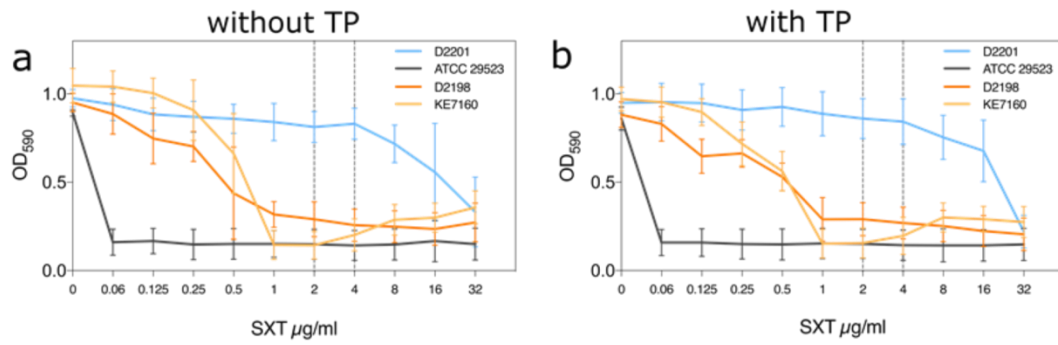 without TP
with TP
a
D2201
ATCC 29523
D2198
KE7160
1.0
0.5
0.0
OD590
0 0.06 0.125 0.25 0.5 1 2 4 8 16 32
SXT µg/ml
b
D2201
ATCC 29523
D2198
KE7160
1.0
0.5
0.0
OD590
0 0.06 0.125 0.25 0.5 1 2 4 8 16 32
SXT µg/ml